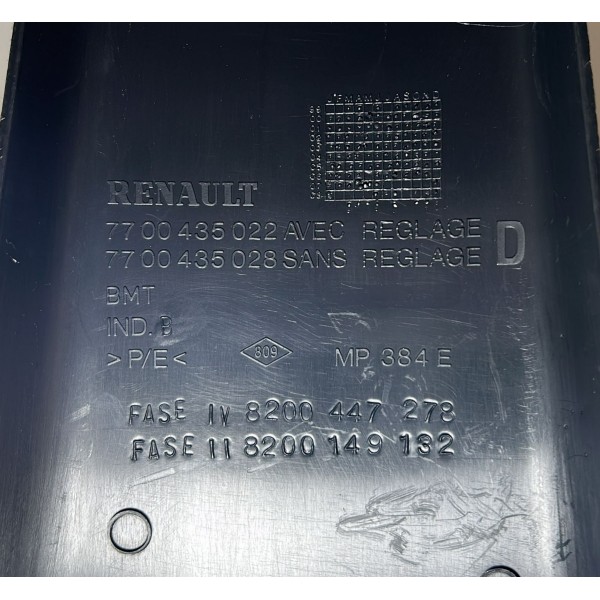 JFMAMJJASOND
RENAULT
77 00 435 022 AVEC REGLAGE
77 00 435 028 SANS REGLAGE D
BMT
IND. B
>P/E< 809 MP 384 E
FASE IV 8200 447 278
FASE II 8200 149 132